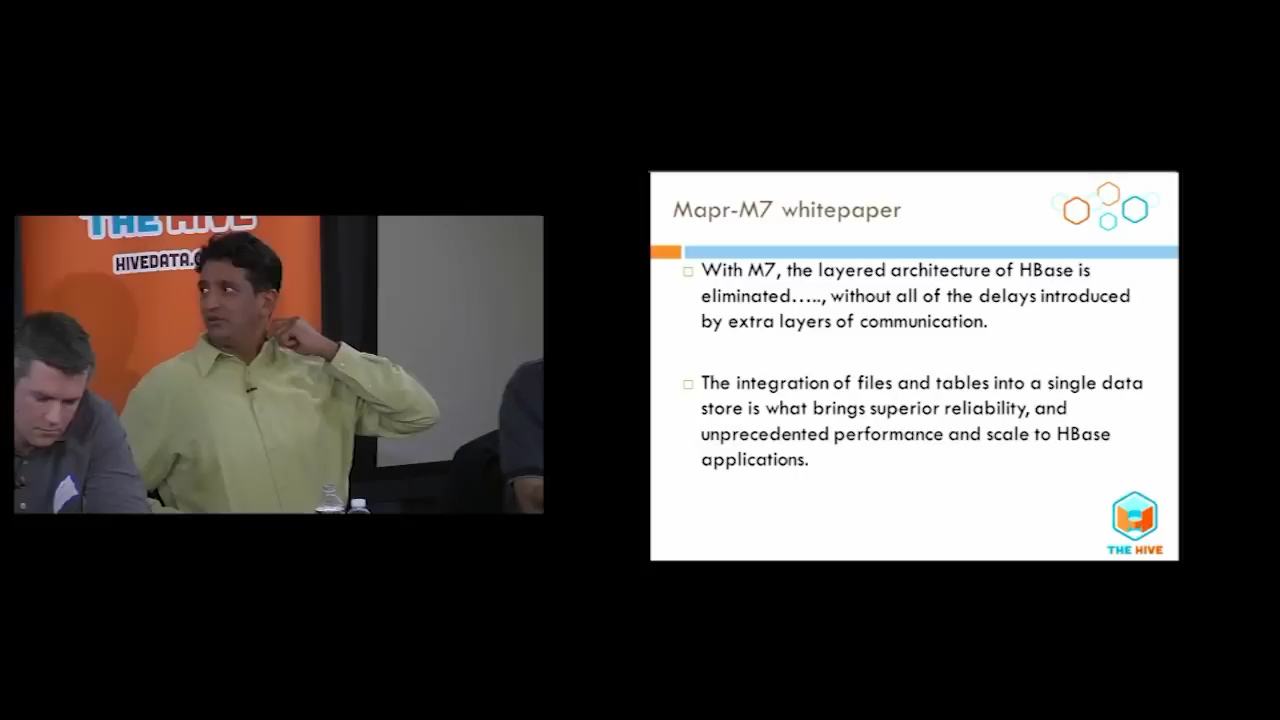 THE HIVE
HIVEDATA.
Mapr-M7 whitepaper
With M7, the layered architecture of HBase is
eliminated….., without all of the delays introduced
by extra layers of communication.
The integration of files and tables into a single data
store is what brings superior reliability, and
unprecedented performance and scale to HBase
applications.
THE HIVE